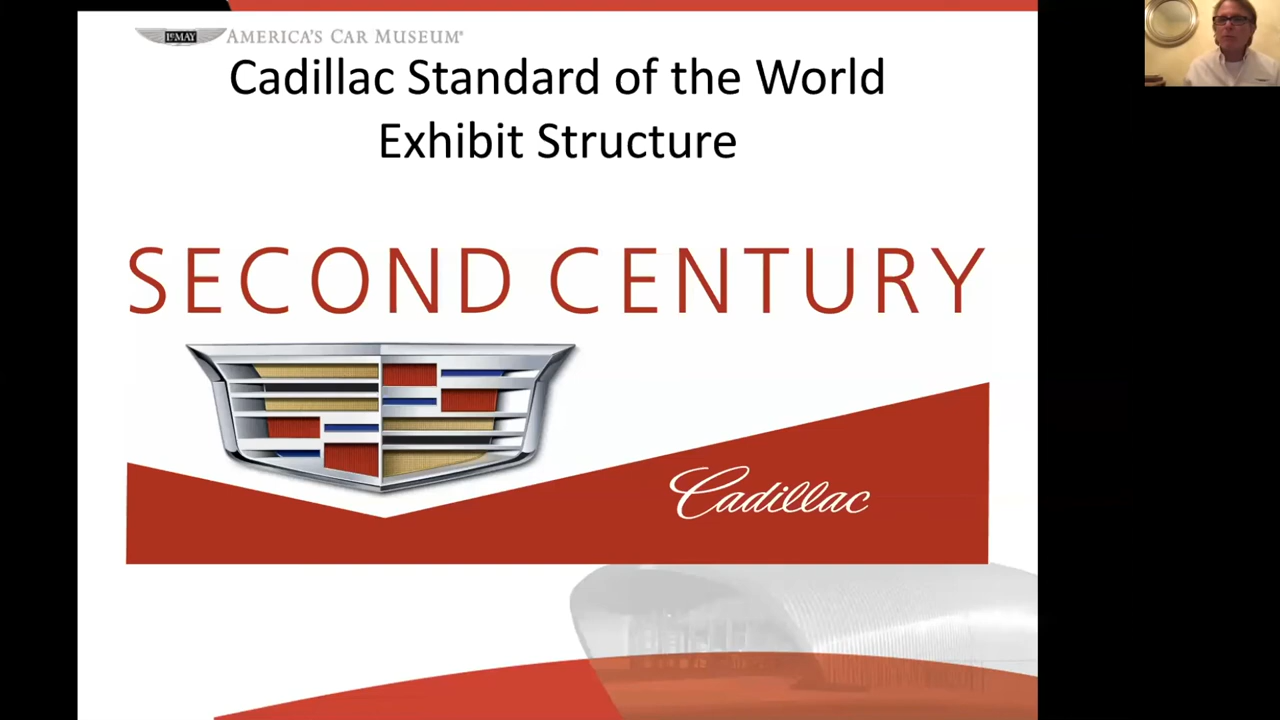 LEMAY AMERICA'S CAR MUSEUM®
Cadillac Standard of the World
Exhibit Structure
SECOND CENTURY
Cadillac